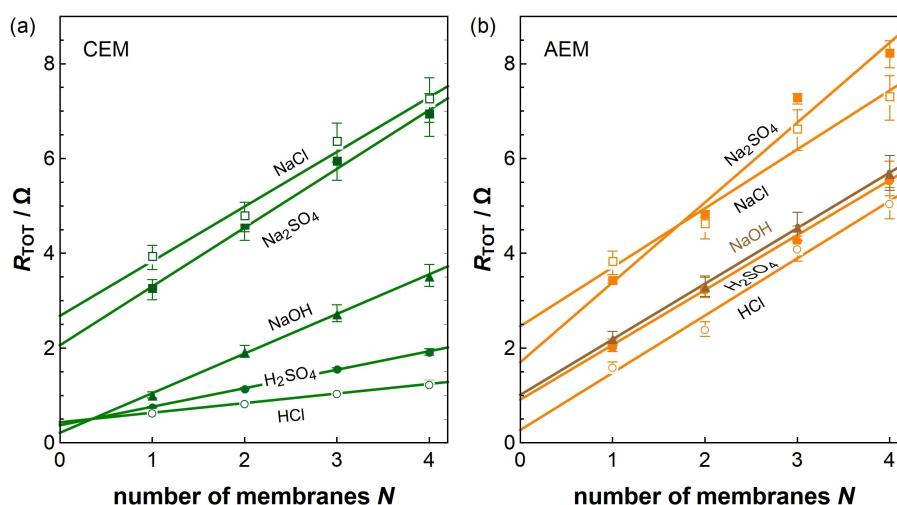 (a)
CEM
R_TOT / Ω
8
6
4
2
0
NaCl
Na₂SO₄
NaOH
H₂SO₄
HCl
0 1 2 3 4
number of membranes N
(b)
AEM
8
6
4
2
0
Na₂SO₄
NaCl
NaOH
H₂SO₄
HCl
0 1 2 3 4
number of membranes N